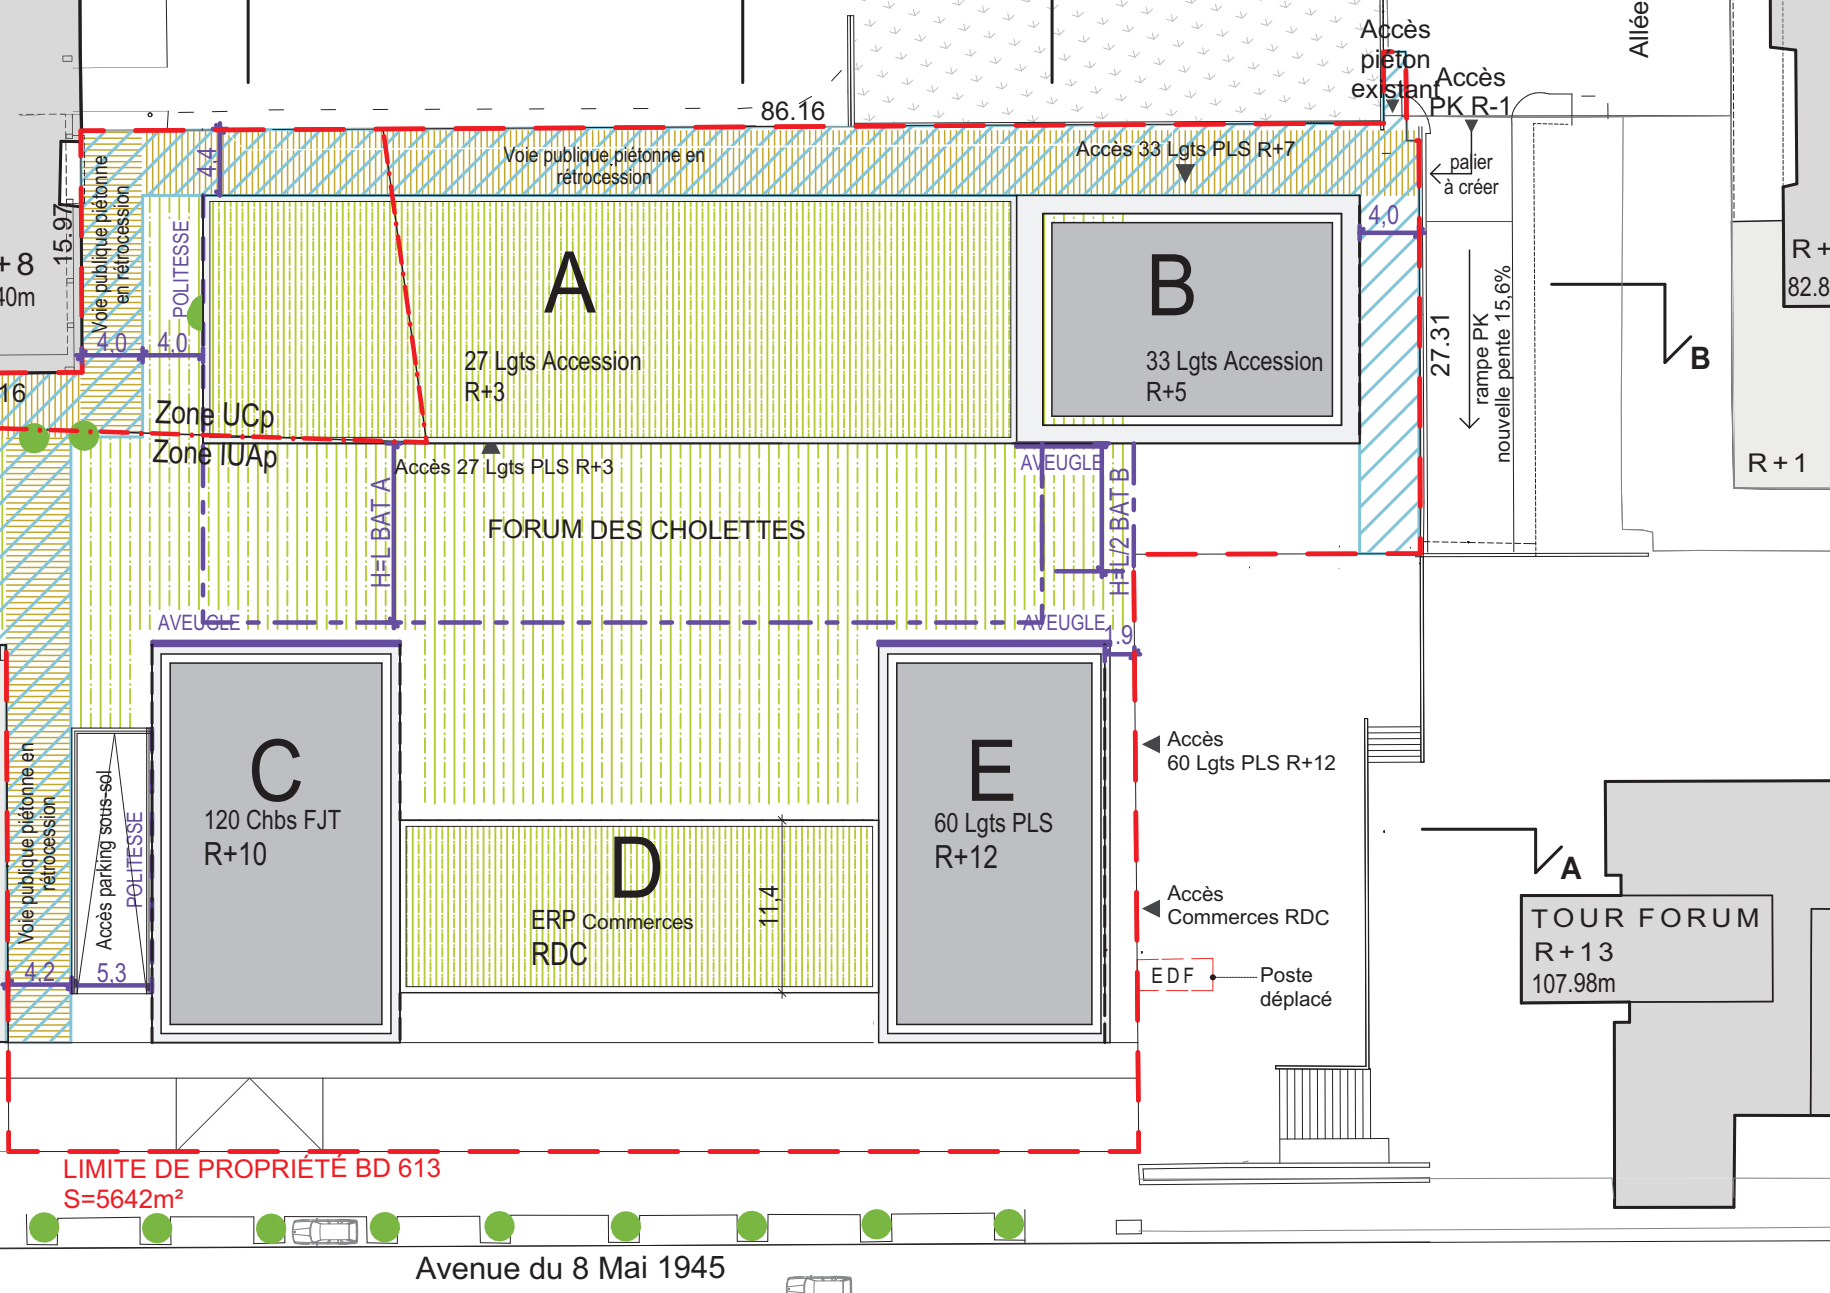 Allée
Accès
piéton
existant
Accès
PK R-1
86.16
Voie publique piétonne en
rétrocession
Accès 33 Lgts PLS R+7
palier
à créer
4,4
4,0
15.97
Voie publique piétonne
en rétrocession
POLITESSE
+8
40m
4,0
4,0
16
A
27 Lgts Accession
R+3
B
33 Lgts Accession
R+5
27.31
rampe PK
nouvelle pente 15,6%
B
R+
82.8
R+1
Zone UCp
Zone IUAp
Accès 27 Lgts PLS R+3
H=L BAT A
FORUM DES CHOLETTES
AVEUGLE
H=L/2 BAT B
AVEUGLE
AVEUGLE
1.9
C
120 Chbs FJT
R+10
D
ERP Commerces
RDC
11,4
E
60 Lgts PLS
R+12
Accès
60 Lgts PLS R+12
Accès
Commerces RDC
EDF
Poste
déplacé
A
TOUR FORUM
R+13
107.98m
Voie publique piétonne en
rétrocession
Accès parking sous-sol
POLITESSE
4,2
5,3
LIMITE DE PROPRIÉTÉ BD 613
S=5642m²
Avenue du 8 Mai 1945